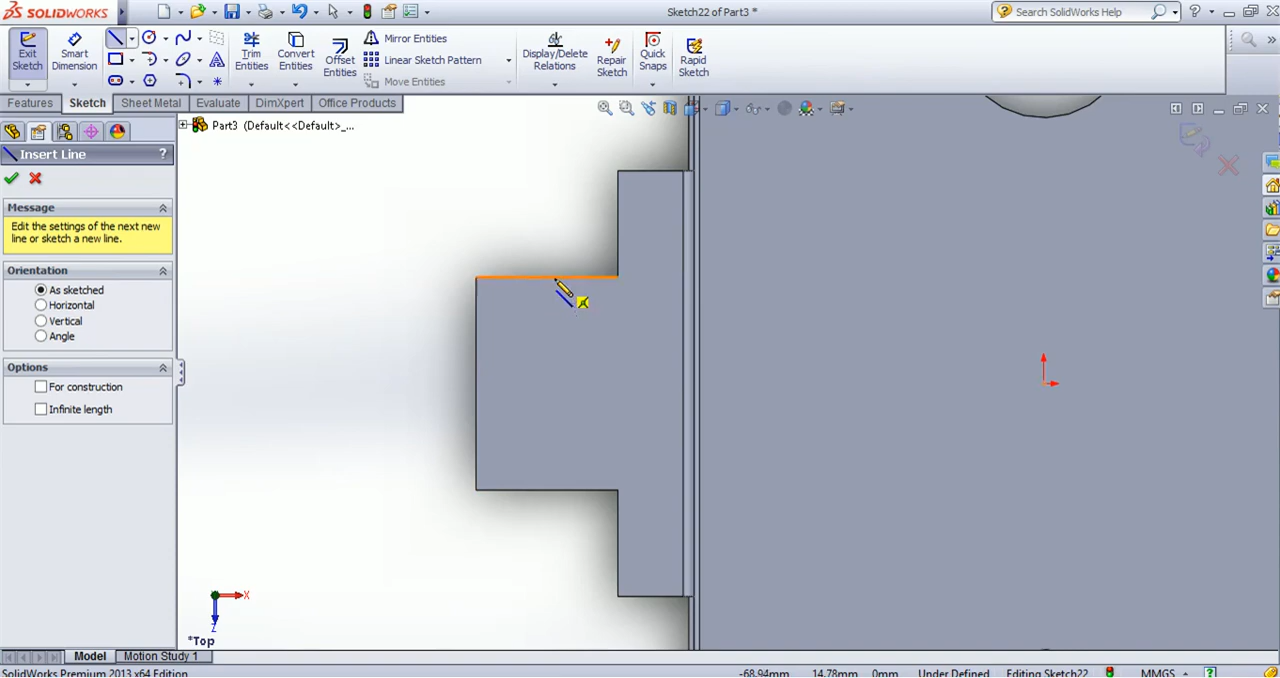 SOLIDWORKS
Sketch22 of Part3 *
Search SolidWorks Help
Exit Sketch
Smart Dimension
Trim Entities
Convert Entities
Offset Entities
Mirror Entities
Linear Sketch Pattern
Move Entities
Display/Delete Relations
Repair Sketch
Quick Snaps
Rapid Sketch
Features
Sketch
Sheet Metal
Evaluate
DimXpert
Office Products
Part3 (Default<<Default>_...
Insert Line
?
Message
Edit the settings of the next new
line or sketch a new line.
Orientation
As sketched
Horizontal
Vertical
Angle
Options
For construction
Infinite length
X
Z
*Top
Model
Motion Study 1
SolidWorks Premium 2013 x64 Edition
-68.94mm
14.78mm
0mm
Under Defined
Editing Sketch22
MMGS
?